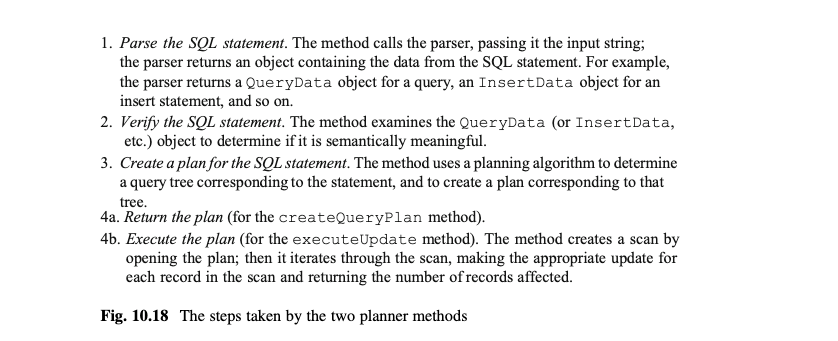 1. Parse the SQL statement. The method calls the parser, passing it the input string;
the parser returns an object containing the data from the SQL statement. For example,
the parser returns a QueryData object for a query, an InsertData object for an
insert statement, and so on.
2. Verify the SQL statement. The method examines the QueryData (or InsertData,
etc.) object to determine if it is semantically meaningful.
3. Create a plan for the SQL statement. The method uses a planning algorithm to determine
a query tree corresponding to the statement, and to create a plan corresponding to that
tree.
4a. Return the plan (for the createQueryPlan method).
4b. Execute the plan (for the executeUpdate method). The method creates a scan by
opening the plan; then it iterates through the scan, making the appropriate update for
each record in the scan and returning the number of records affected.
Fig. 10.18 The steps taken by the two planner methods